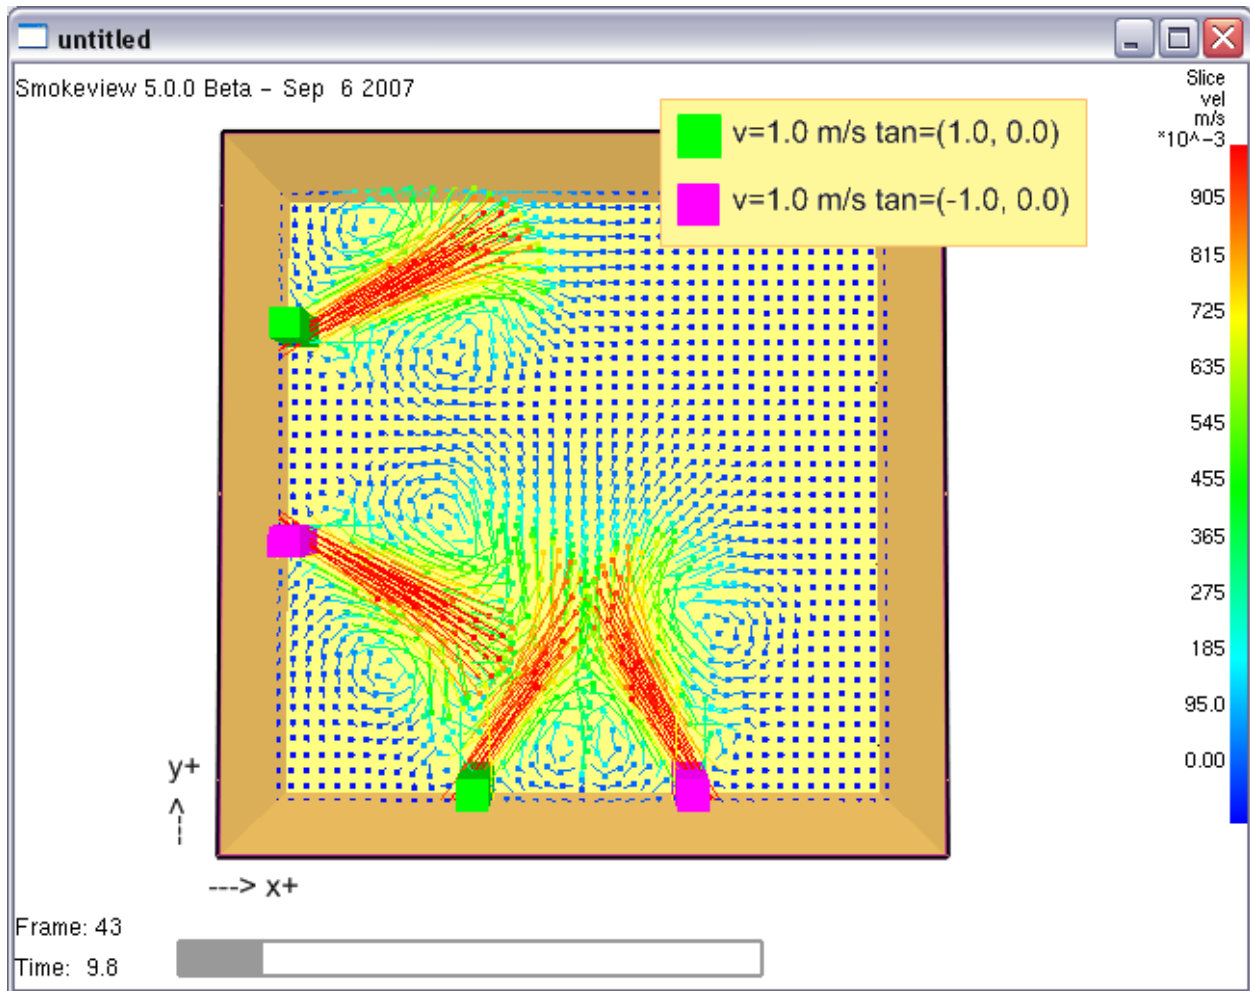 untitled
Smokeview 5.0.0 Beta – Sep 6 2007
Slice
vel
m/s
*10^-3
v=1.0 m/s tan=(1.0, 0.0)
v=1.0 m/s tan=(-1.0, 0.0)
905
815
725
635
545
455
365
275
185
95.0
0.00
y+
<---
---> x+
Frame: 43
Time: 9.8